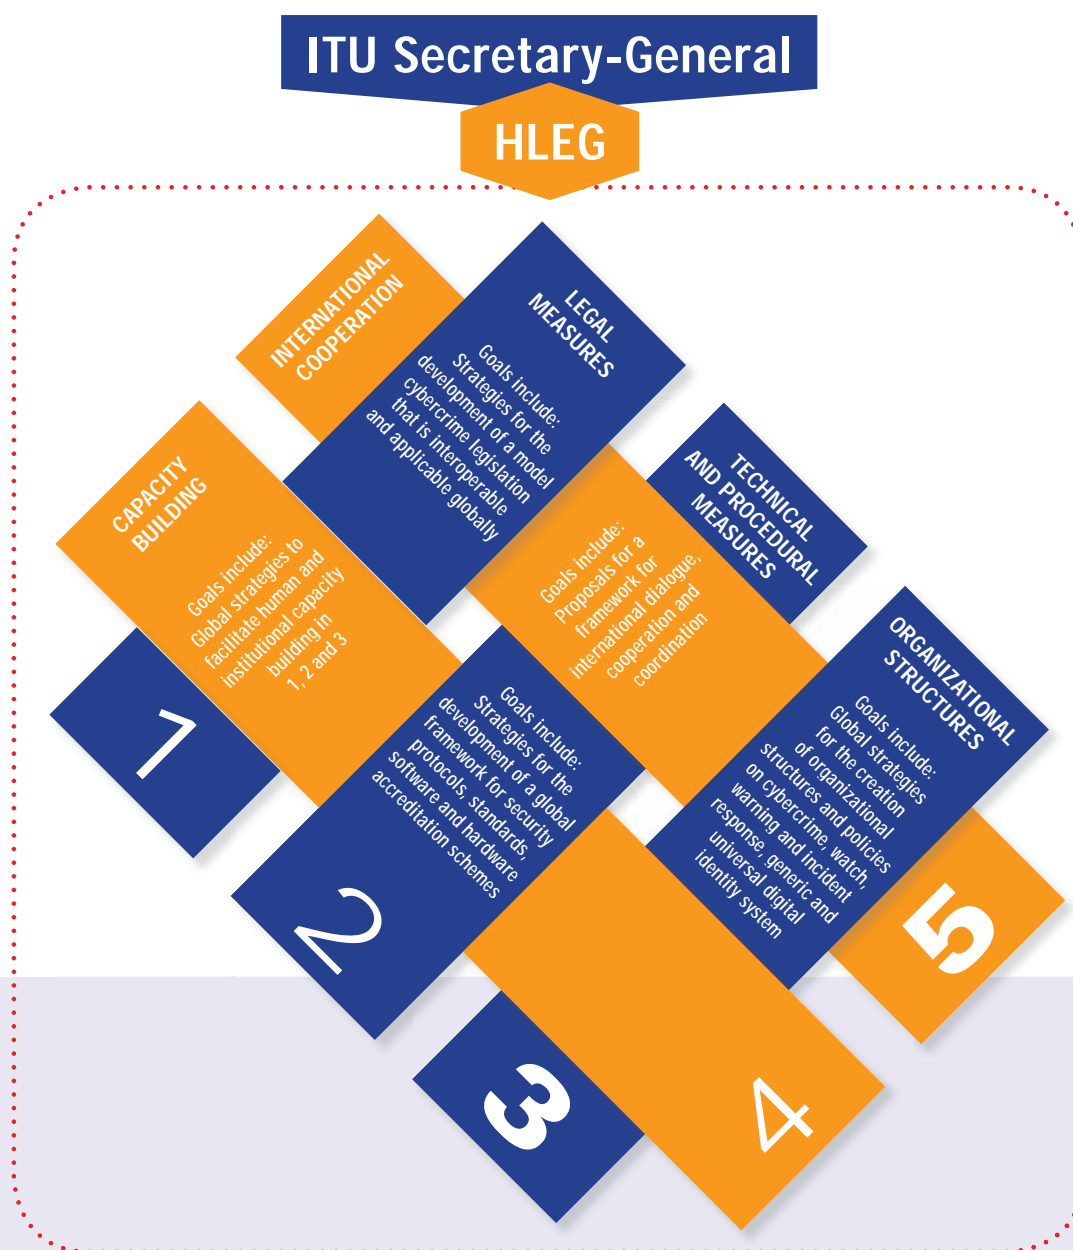 ITU Secretary-General
HLEG
INTERNATIONAL
COOPERATION
LEGAL
MEASURES
Goals include:
Strategies for the
development of a model
cybercrime legislation
that is interoperable
and applicable globally
CAPACITY
BUILDING
Goals include:
Global strategies to
facilitate human and
institutional capacity
building in
1, 2 and 3
TECHNICAL
AND PROCEDURAL
MEASURES
Goals include:
Proposals for a
framework for
international dialogue,
cooperation and
coordination
ORGANIZATIONAL
STRUCTURES
Goals include:
Global strategies
for the creation
of organizational
structures and policies
on cybercrime, watch,
warning and incident
response, generic and
universal digital
identity system
1
Goals include:
Strategies for the
development of a global
framework for security
protocols, standards,
software and hardware
accreditation schemes
2
5
3
4